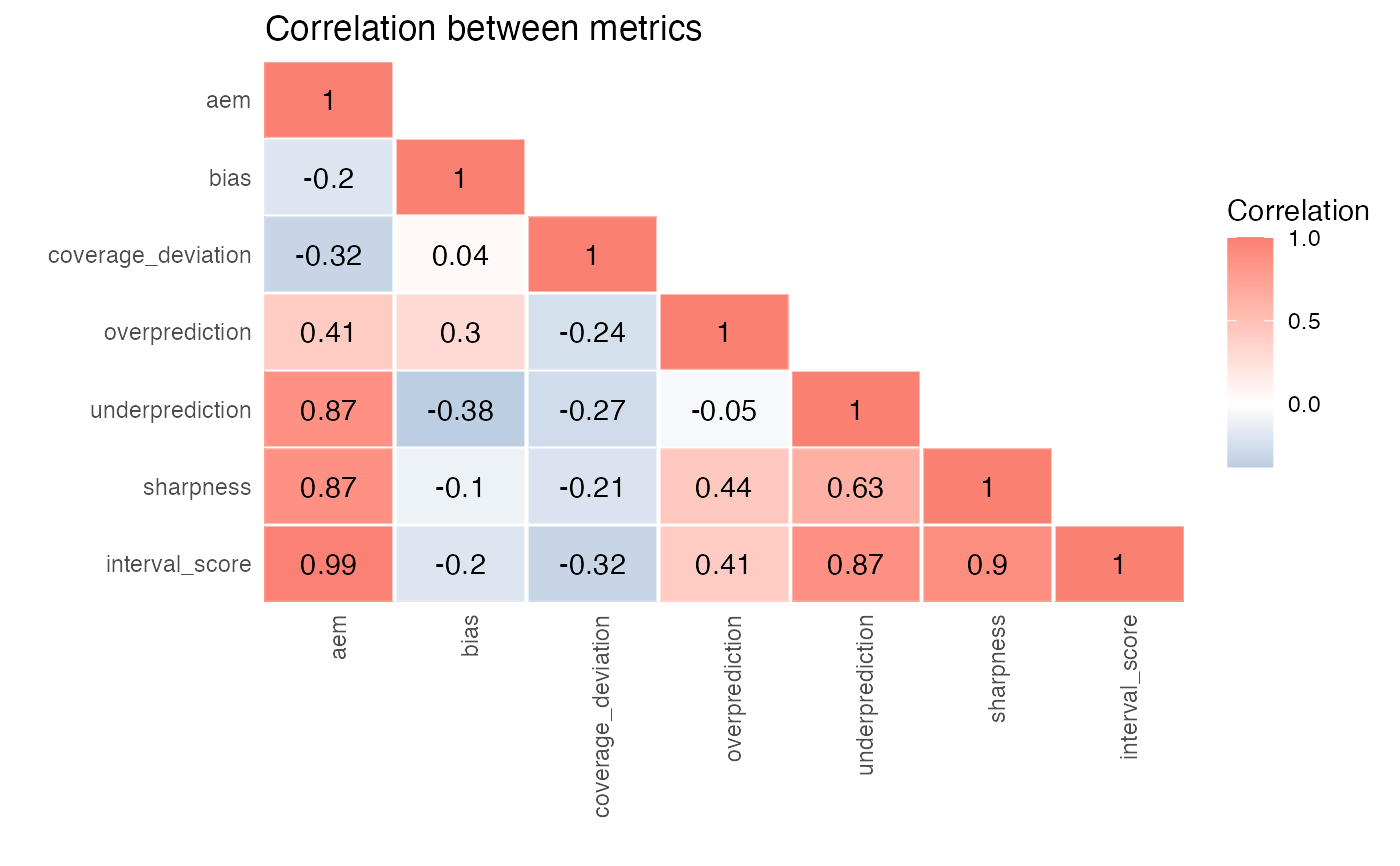 Correlation between metrics
aem 1
bias -0.2 1
coverage_deviation -0.32 0.04 1
overprediction 0.41 0.3 -0.24 1
underprediction 0.87 -0.38 -0.27 -0.05 1
sharpness 0.87 -0.1 -0.21 0.44 0.63 1
interval_score 0.99 -0.2 -0.32 0.41 0.87 0.9 1
aem
bias
coverage_deviation
overprediction
underprediction
sharpness
interval_score
Correlation
1.0
0.5
0.0